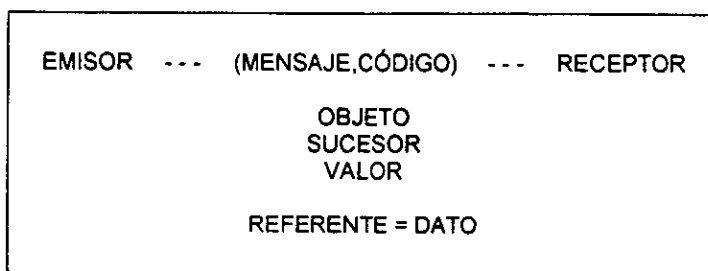 EMISOR --- (MENSAJE,CÓDIGO) --- RECEPTOR
OBJETO
SUCESOR
VALOR
REFERENTE = DATO